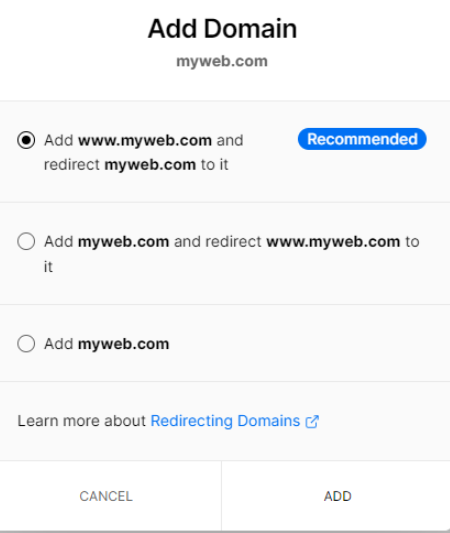 Add Domain
myweb.com
Add www.myweb.com and
redirect myweb.com to it
Recommended
Add myweb.com and redirect www.myweb.com to
it
Add myweb.com
Learn more about Redirecting Domains
CANCEL
ADD